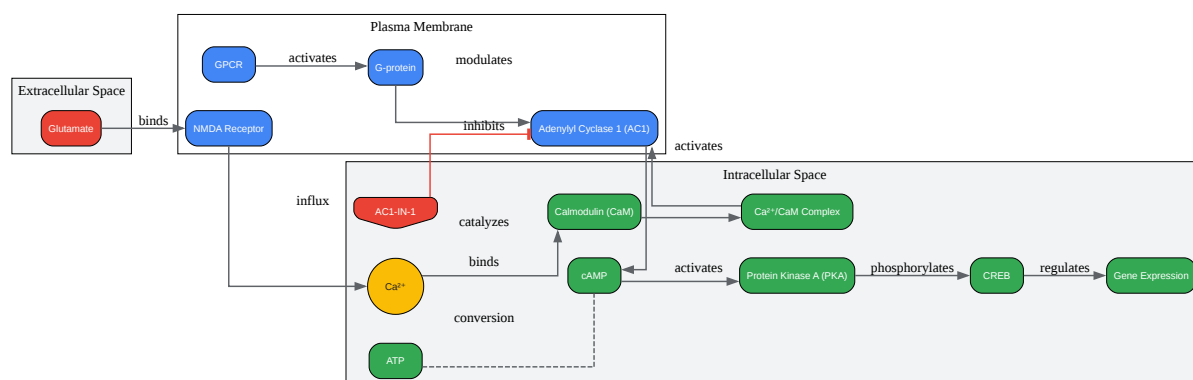 Plasma Membrane
GPCR
activates
G-protein
modulates
Extracellular Space
Glutamate
binds
NMDA Receptor
inhibits
Adenylyl Cyclase 1 (AC1)
activates
Intracellular Space
influx
AC1-IN-1
catalyzes
Calmodulin (CaM)
Ca²⁺/CaM Complex
Ca²⁺
binds
cAMP
activates
Protein Kinase A (PKA)
phosphorylates
CREB
regulates
Gene Expression
conversion
ATP